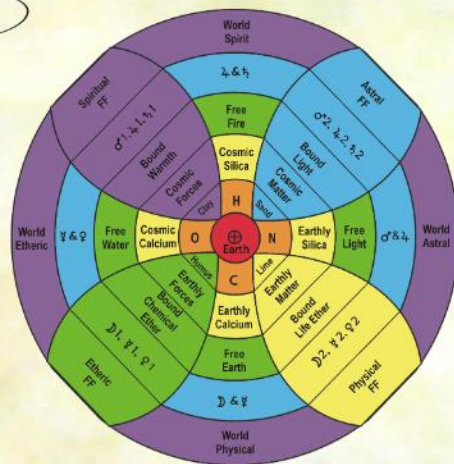 World
Spirit
♃ & ♄
Free
Fire
Cosmic
Silica
H
Spiritual
FF
♂1, ♃1, ♄1
Bound
Warmth
Cosmic
Forces
Clay
Astral
FF
♂2, ♃2, ♄2
Bound
Light
Cosmic
Matter
Sand
World
Etheric
☿ & ♀
Free
Water
Cosmic
Calcium
O
⊕
Earth
N
Earthly
Silica
Free
Light
♂ & ♃
World
Astral
Humus
Earthly
Forces
Bound
Chemical
Ether
☽1, ☿1, ♀1
Etheric
FF
Lime
Earthly
Matter
Bound
Life Ether
☽2, ☿2, ♀2
Physical
FF
C
Earthly
Calcium
Free
Earth
☽ & ☿
World
Physical